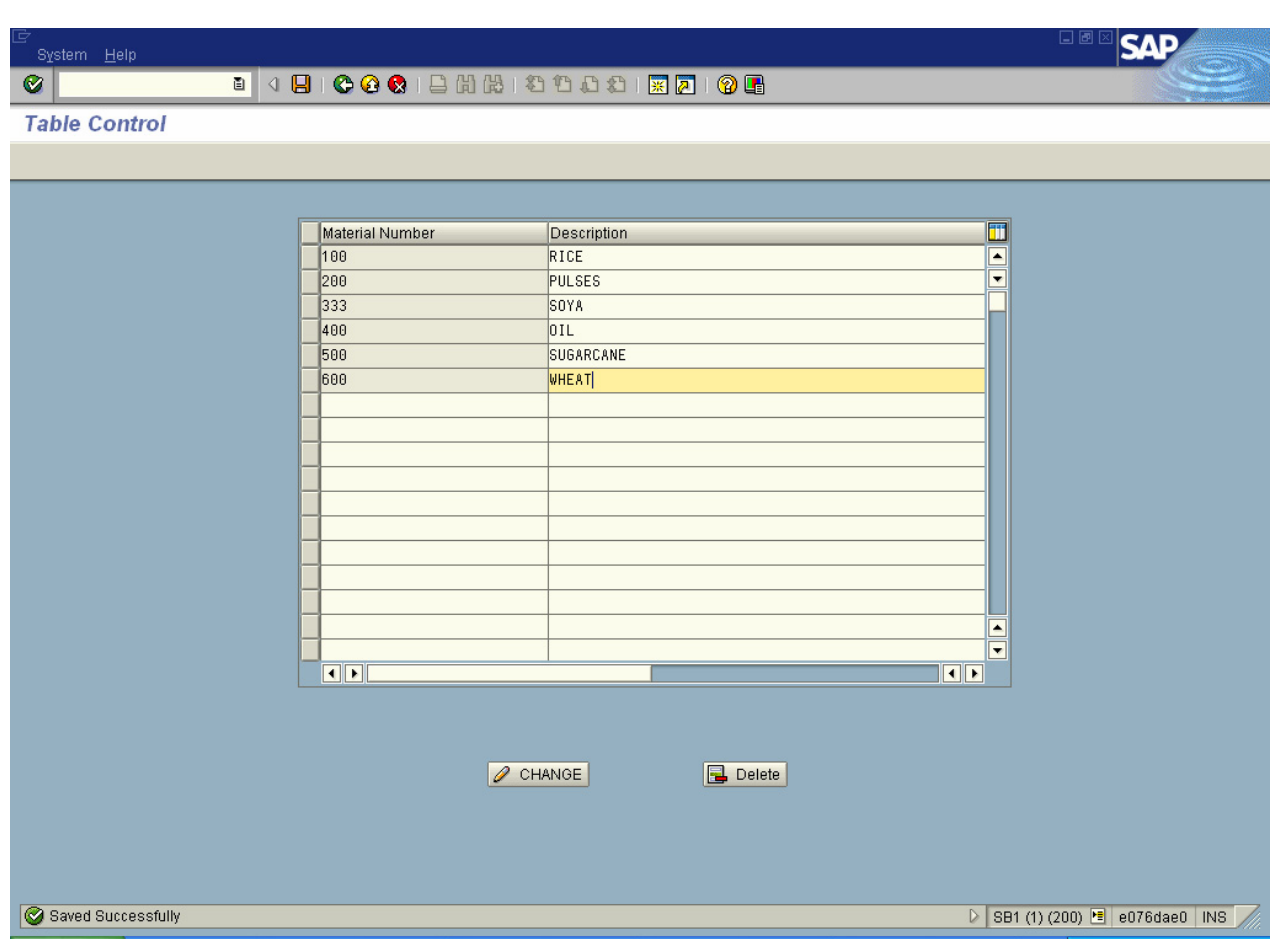 System Help
SAP
Table Control
Material Number Description
100 RICE
200 PULSES
333 SOYA
400 OIL
500 SUGARCANE
600 WHEAT
CHANGE Delete
Saved Successfully SB1 (1) (200) e076dae0 INS